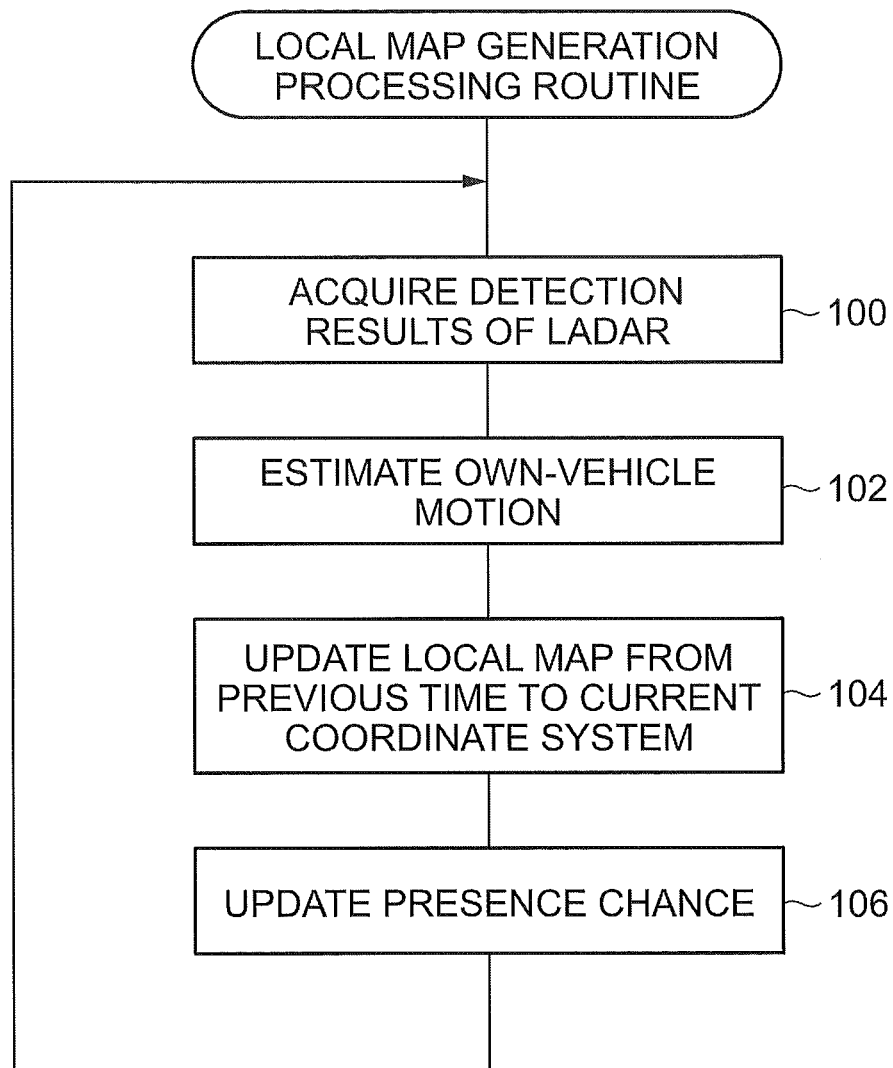 LOCAL MAP GENERATION
PROCESSING ROUTINE
ACQUIRE DETECTION
RESULTS OF LADAR
100
ESTIMATE OWN-VEHICLE
MOTION
102
UPDATE LOCAL MAP FROM
PREVIOUS TIME TO CURRENT
COORDINATE SYSTEM
104
UPDATE PRESENCE CHANCE
106